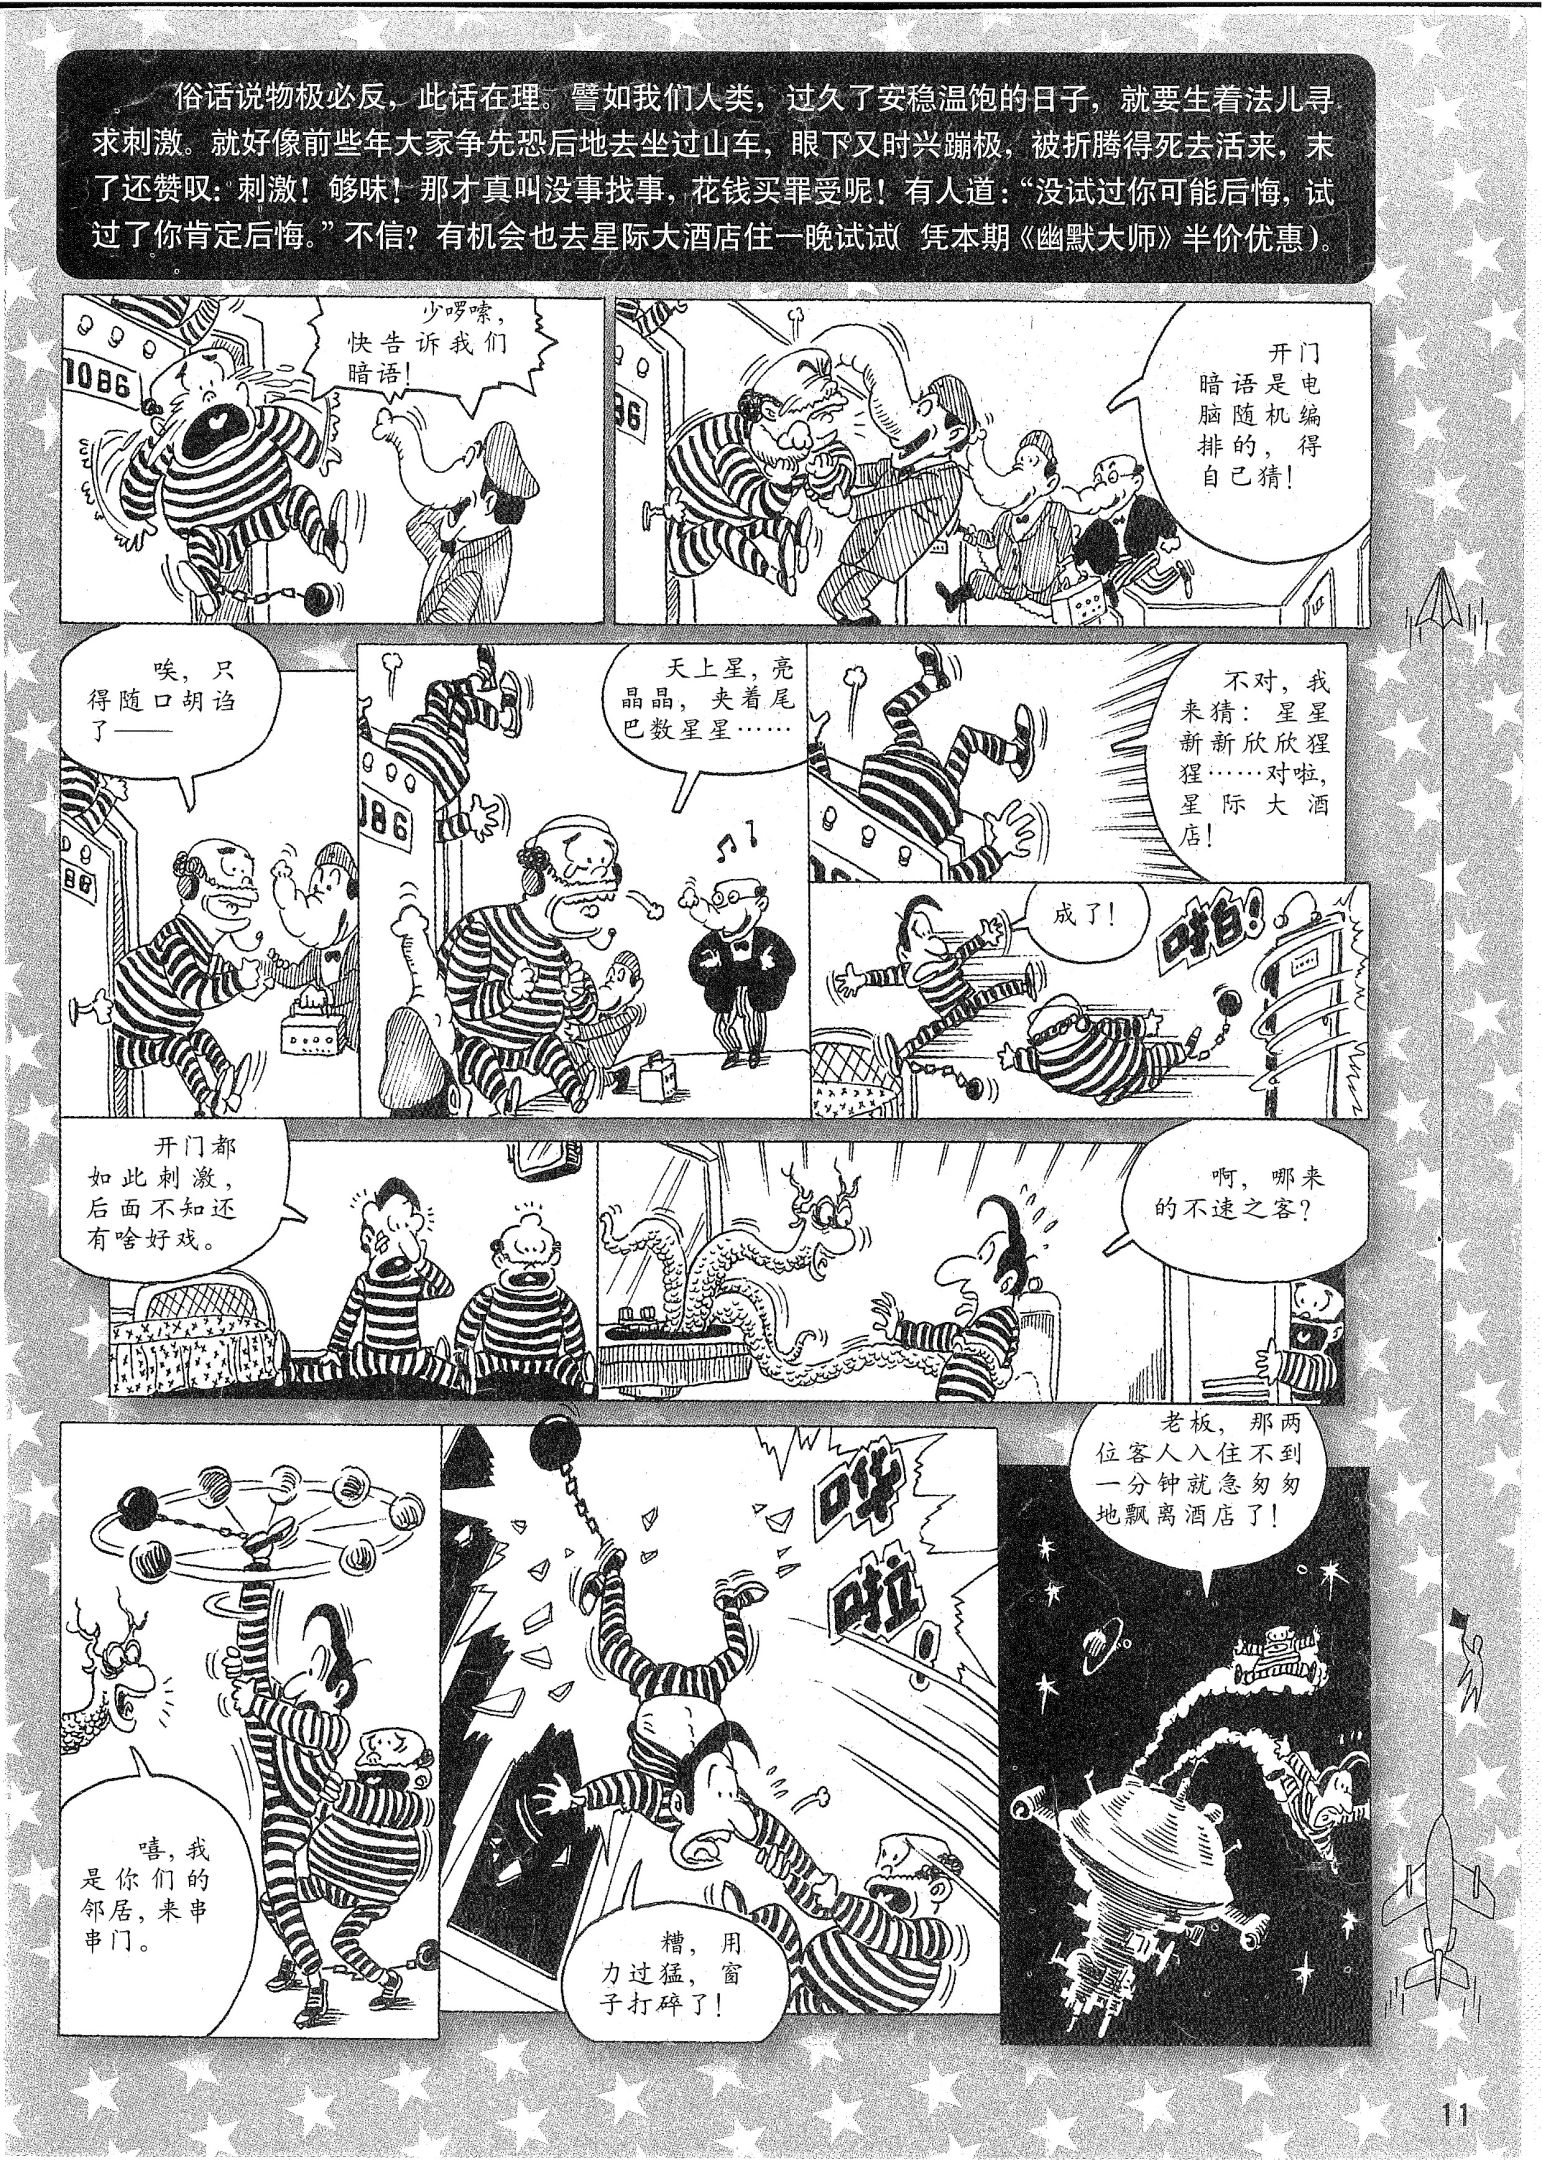 俗话说物极必反，此话在理。譬如我们人类，过久了安稳温饱的日子，就要生着法儿寻
求刺激。就好像前些年大家争先恐后地去坐过山车，眼下又时兴蹦极，被折腾得死去活来，末
了还赞叹：刺激！够味！那才真叫没事找事，花钱买罪受呢！有人道：“没试过你可能后悔，试
过了你肯定后悔。”不信？有机会也去星际大酒店住一晚试试（凭本期《幽默大师》半价优惠）。
少啰嗦，
快告诉我们
暗语！
1086
开门
暗语是电
脑随机编
排的，得
自己猜！
86
唉，只
得随口胡诌
了——
86
天上星，亮
晶晶，夹着尾
巴数星星……
086
不对，我
来猜：星星
新新欣欣猩
猩……对啦，
星际大酒
店！
成了！
啪！
开门都
如此刺激，
后面不知还
有啥好戏。
啊，哪来
的不速之客？
嘻，我
是你们的
邻居，来串
串门。
哗
啦！
糟，用
力过猛，窗
子打碎了！
老板，那两
位客人入住不到
一分钟就急匆匆
地飘离酒店了！
11